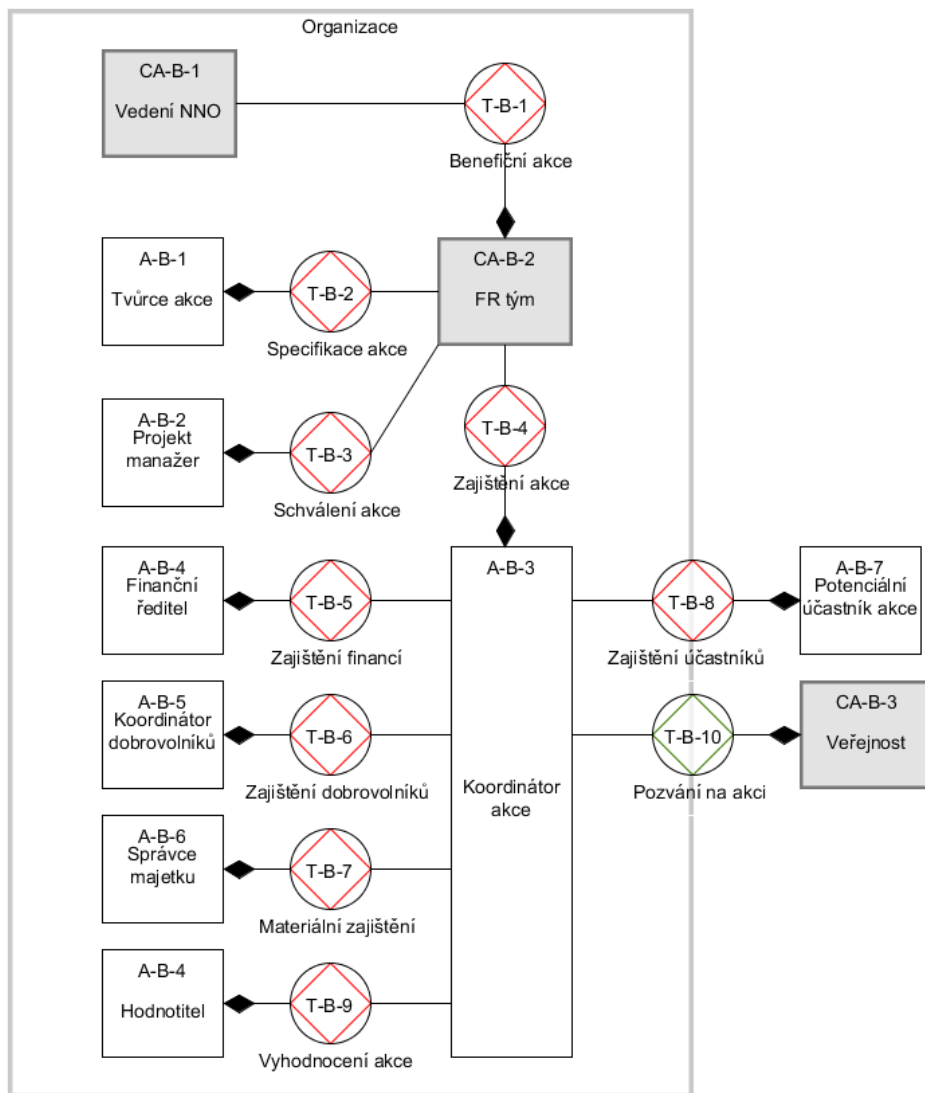 Organizace
CA-B-1
Vedení NNO
T-B-1
Benefiční akce
A-B-1
Tvůrce akce
T-B-2
Specifikace akce
CA-B-2
FR tým
A-B-2
Projekt
manažer
T-B-3
Schválení akce
T-B-4
Zajištění akce
A-B-4
Finanční
ředitel
T-B-5
Zajištění financí
A-B-3
Koordinátor
akce
T-B-8
Zajištění účastníků
A-B-7
Potenciální
účastník akce
A-B-5
Koordinátor
dobrovolníků
T-B-6
Zajištění dobrovolníků
T-B-10
Pozvání na akci
CA-B-3
Veřejnost
A-B-6
Správce
majetku
T-B-7
Materiální zajištění
A-B-4
Hodnotitel
T-B-9
Vyhodnocení akce